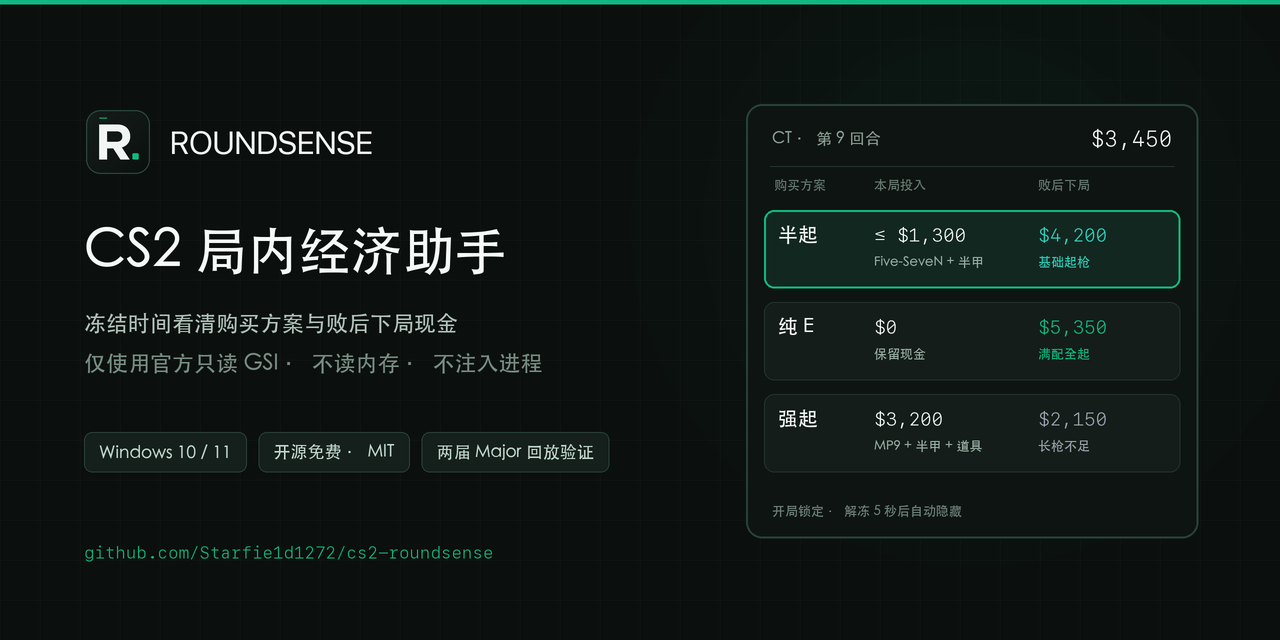 R.
ROUNDSENSE
CS2 局内经济助手
冻结时间看清购买方案与败后下局现金
仅使用官方只读 GSI · 不读内存 · 不注入进程
Windows 10 / 11
开源免费 · MIT
两届 Major 回放验证
github.com/Starfie1d1272/cs2-roundsense
CT · 第 9 回合
$3,450
购买方案 本局投入 败后下局
半起 ≤ $1,300 $4,200
Five-SeveN + 半甲 基础起枪
纯 E $0 $5,350
保留现金 满配全起
强起 $3,200 $2,150
MP9 + 半甲 + 道具 长枪不足
开局锁定 · 解冻 5 秒后自动隐藏